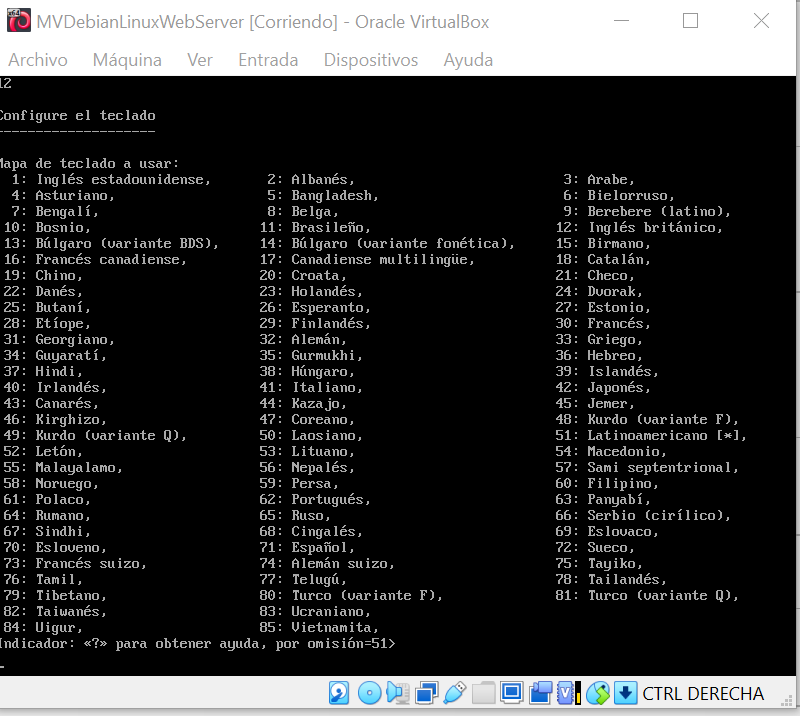 MVDebianLinuxWebServer [Corriendo] - Oracle VirtualBox
Archivo Máquina Ver Entrada Dispositivos Ayuda
12
Configure el teclado
--------------------
Mapa de teclado a usar:
1: Inglés estadounidense, 2: Albanés, 3: Arabe,
4: Asturiano, 5: Bangladesh, 6: Bielorruso,
7: Bengalí, 8: Belga, 9: Berebere (latino),
10: Bosnio, 11: Brasileño, 12: Inglés británico,
13: Búlgaro (variante BDS), 14: Búlgaro (variante fonética), 15: Birmano,
16: Francés canadiense, 17: Canadiense multilingüe, 18: Catalán,
19: Chino, 20: Croata, 21: Checo,
22: Danés, 23: Holandés, 24: Dvorak,
25: Butaní, 26: Esperanto, 27: Estonio,
28: Etíope, 29: Finlandés, 30: Francés,
31: Georgiano, 32: Alemán, 33: Griego,
34: Guyaratí, 35: Gurmukhi, 36: Hebreo,
37: Hindi, 38: Húngaro, 39: Islandés,
40: Irlandés, 41: Italiano, 42: Japonés,
43: Canarés, 44: Kazajo, 45: Jemer,
46: Kirghizo, 47: Coreano, 48: Kurdo (variante F),
49: Kurdo (variante Q), 50: Laosiano, 51: Latinoamericano [*],
52: Letón, 53: Lituano, 54: Macedonio,
55: Malayalamo, 56: Nepalés, 57: Sami septentrional,
58: Noruego, 59: Persa, 60: Filipino,
61: Polaco, 62: Portugués, 63: Panyabí,
64: Rumano, 65: Ruso, 66: Serbio (cirílico),
67: Sindhi, 68: Cingalés, 69: Eslovaco,
70: Esloveno, 71: Español, 72: Sueco,
73: Francés suizo, 74: Alemán suizo, 75: Tayiko,
76: Tamil, 77: Telugú, 78: Tailandés,
79: Tibetano, 80: Turco (variante F), 81: Turco (variante Q),
82: Taiwanés, 83: Ucraniano,
84: Uigur, 85: Vietnamita,
Indicador: «?» para obtener ayuda, por omisión=51>
_
CTRL DERECHA